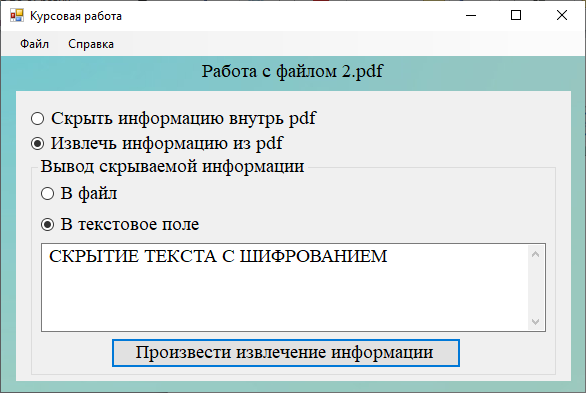 Курсовая работа
Файл Справка
Работа с файлом 2.pdf
Скрыть информацию внутрь pdf
Извлечь информацию из pdf
Вывод скрываемой информации
В файл
В текстовое поле
СКРЫТИЕ ТЕКСТА С ШИФРОВАНИЕМ
Произвести извлечение информации